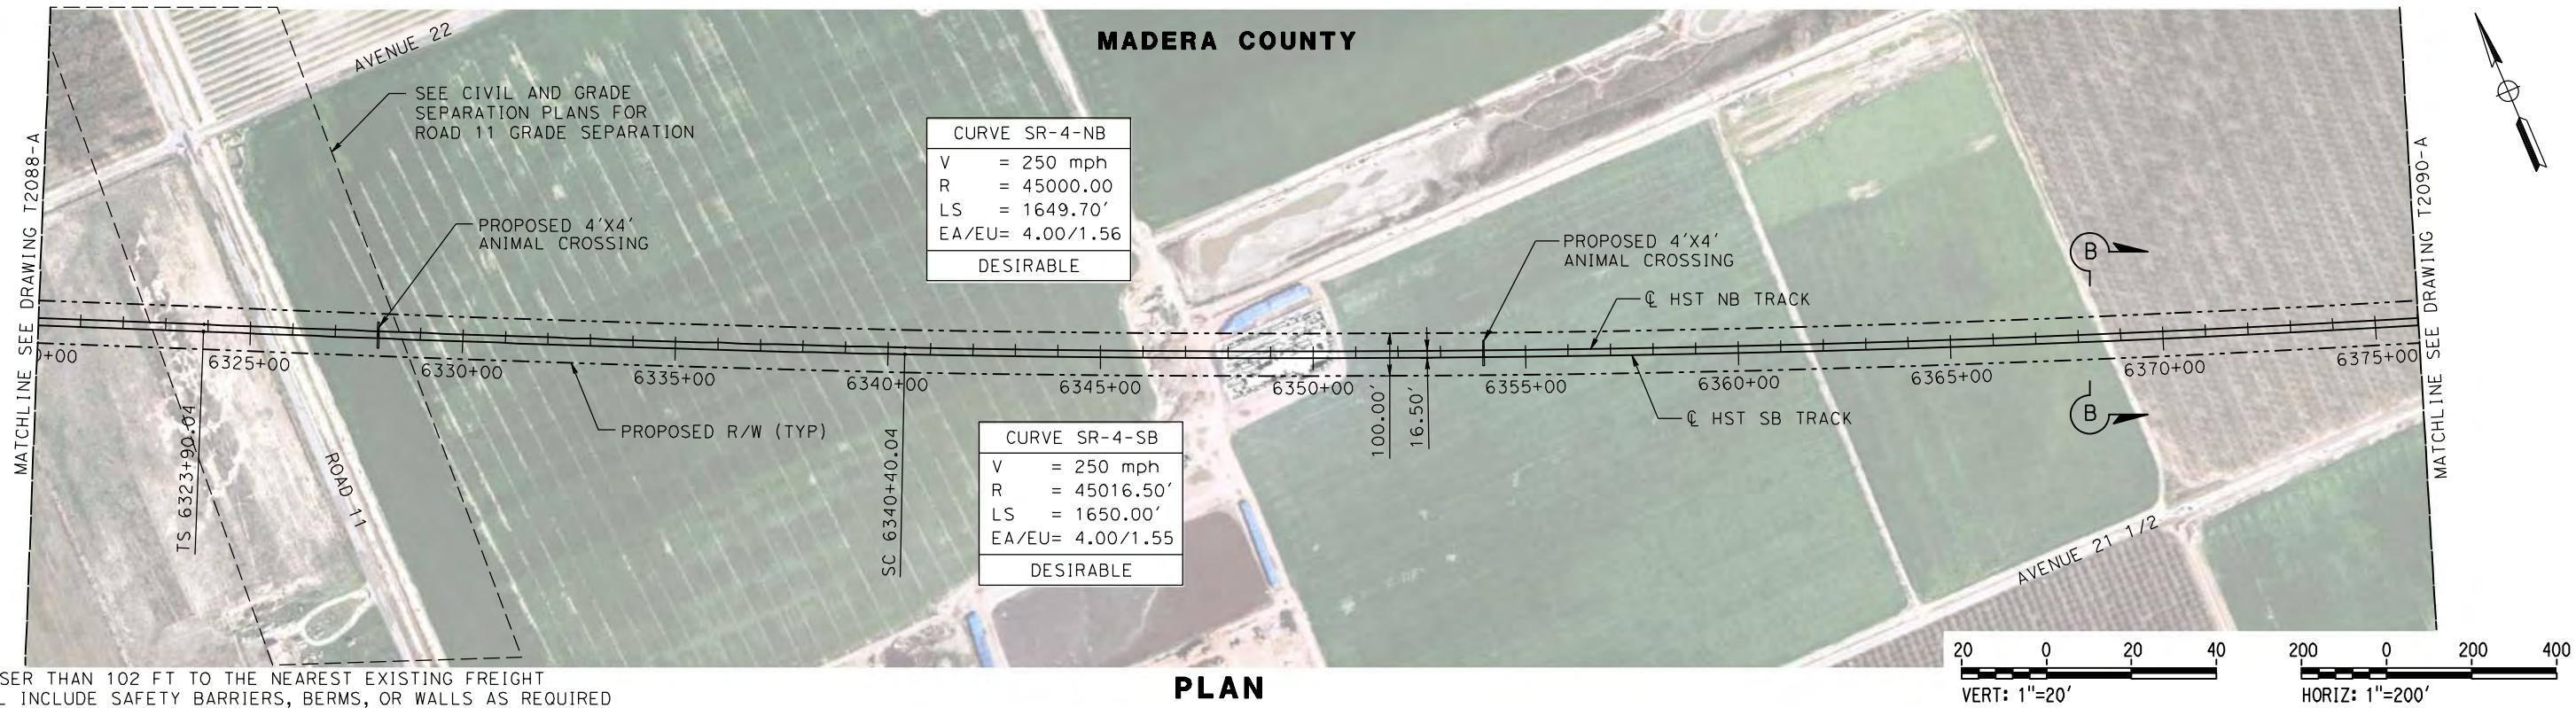 MADERA COUNTY
AVENUE 22
SEE CIVIL AND GRADE
SEPARATION PLANS FOR
ROAD 11 GRADE SEPARATION
MATCHLINE SEE DRAWING T2088-A
MATCHLINE SEE DRAWING T2090-A
CURVE SR-4-NB
V = 250 mph
R = 45000.00
LS = 1649.70'
EA/EU= 4.00/1.56
DESIRABLE
PROPOSED 4'X4'
ANIMAL CROSSING
PROPOSED 4'X4'
ANIMAL CROSSING
℄ HST NB TRACK
B
0+00
6325+00
6330+00
6335+00
6340+00
6345+00
6350+00
6355+00
6360+00
6365+00
6370+00
6375+00
TS 6323+90.04
ROAD 11
PROPOSED R/W (TYP)
SC 6340+40.04
100.00'
16.50'
℄ HST SB TRACK
B
CURVE SR-4-SB
V = 250 mph
R = 45016.50'
LS = 1650.00'
EA/EU= 4.00/1.55
DESIRABLE
AVENUE 21 1/2
SER THAN 102 FT TO THE NEAREST EXISTING FREIGHT
INCLUDE SAFETY BARRIERS, BERMS, OR WALLS AS REQUIRED
PLAN
20 0 20 40
VERT: 1"=20'
200 0 200 400
HORIZ: 1"=200'